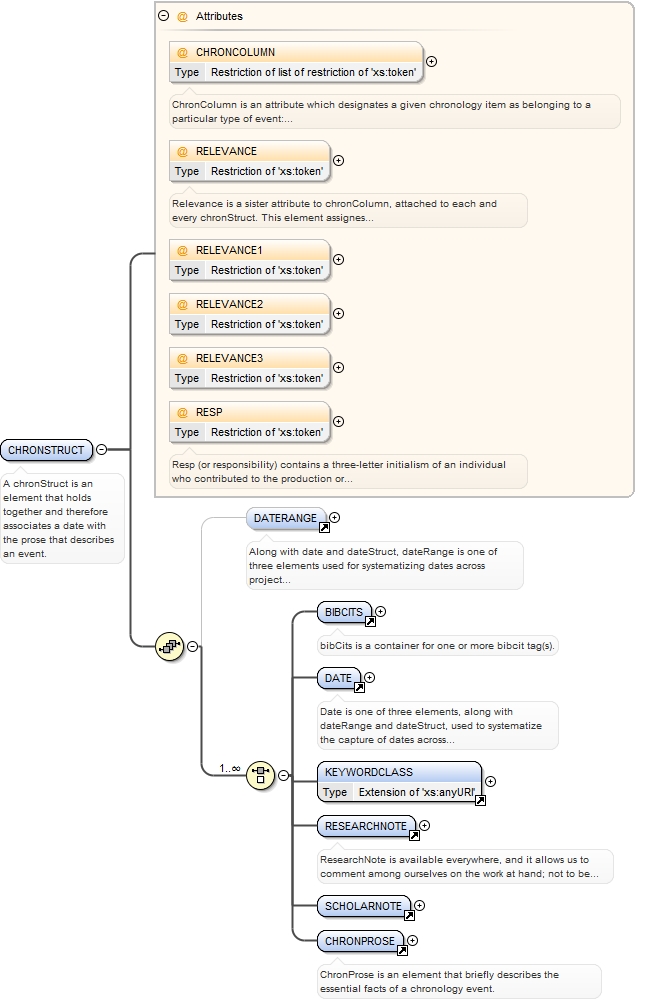 @ Attributes
@ CHRONCOLUMN
Type Restriction of list of restriction of 'xs:token'
ChronColumn is an attribute which designates a given chronology item as belonging to a
particular type of event:...
@ RELEVANCE
Type Restriction of 'xs:token'
Relevance is a sister attribute to chronColumn, attached to each and
every chronStruct. This element assignes...
@ RELEVANCE1
Type Restriction of 'xs:token'
@ RELEVANCE2
Type Restriction of 'xs:token'
@ RELEVANCE3
Type Restriction of 'xs:token'
@ RESP
Type Restriction of 'xs:token'
Resp (or responsibility) contains a three-letter initialism of an individual
who contributed to the production or...
CHRONSTRUCT
A chronStruct is an
element that holds
together and therefore
associates a date with
the prose that describes
an event.
DATERANGE
Along with date and dateStruct, dateRange is one of
three elements used for systematizing dates across
project...
1..∞
BIBCITS
bibCits is a container for one or more bibcit tag(s).
DATE
Date is one of three elements, along with
dateRange and dateStruct, used to systematize
the capture of dates across...
KEYWORDCLASS
Type Extension of 'xs:anyURI'
RESEARCHNOTE
ResearchNote is available everywhere, and it allows us to
comment among ourselves on the work at hand; not to be...
SCHOLARNOTE
CHRONPROSE
ChronProse is an element that briefly describes the
essential facts of a chronology event.